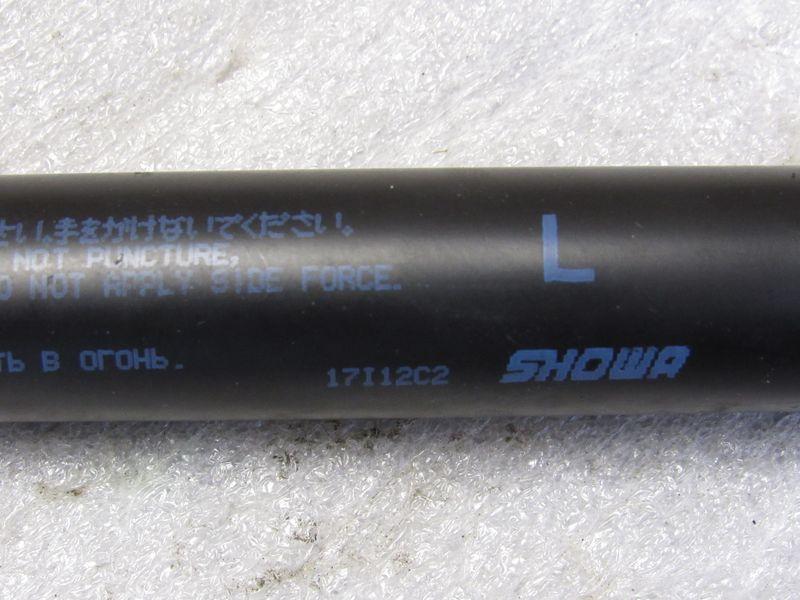 さい.手をかけないでください.
NOT PUNCTURE,
NOT APPLY SIDE FORCE.
L
ть в огонь.
17I12C2
SHOWA